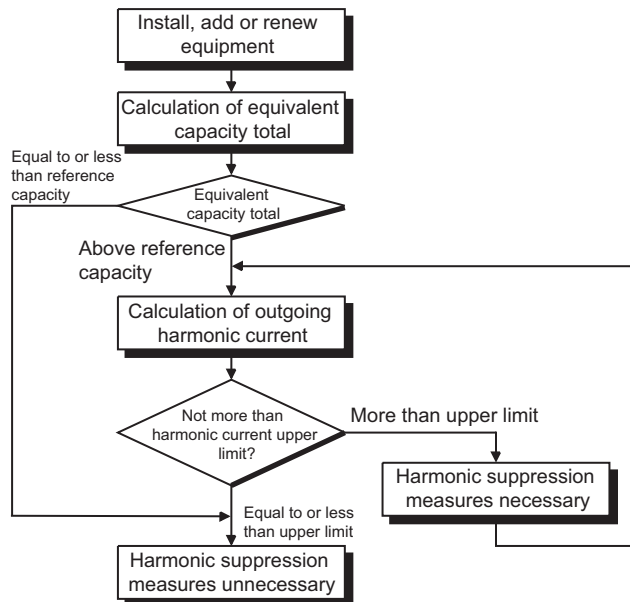 Install, add or renew
equipment
Calculation of equivalent
capacity total
Equal to or less
than reference
capacity
Equivalent
capacity total
Above reference
capacity
Calculation of outgoing
harmonic current
Not more than
harmonic current upper
limit?
More than upper limit
Harmonic suppression
measures necessary
Equal to or less
than upper limit
Harmonic suppression
measures unnecessary